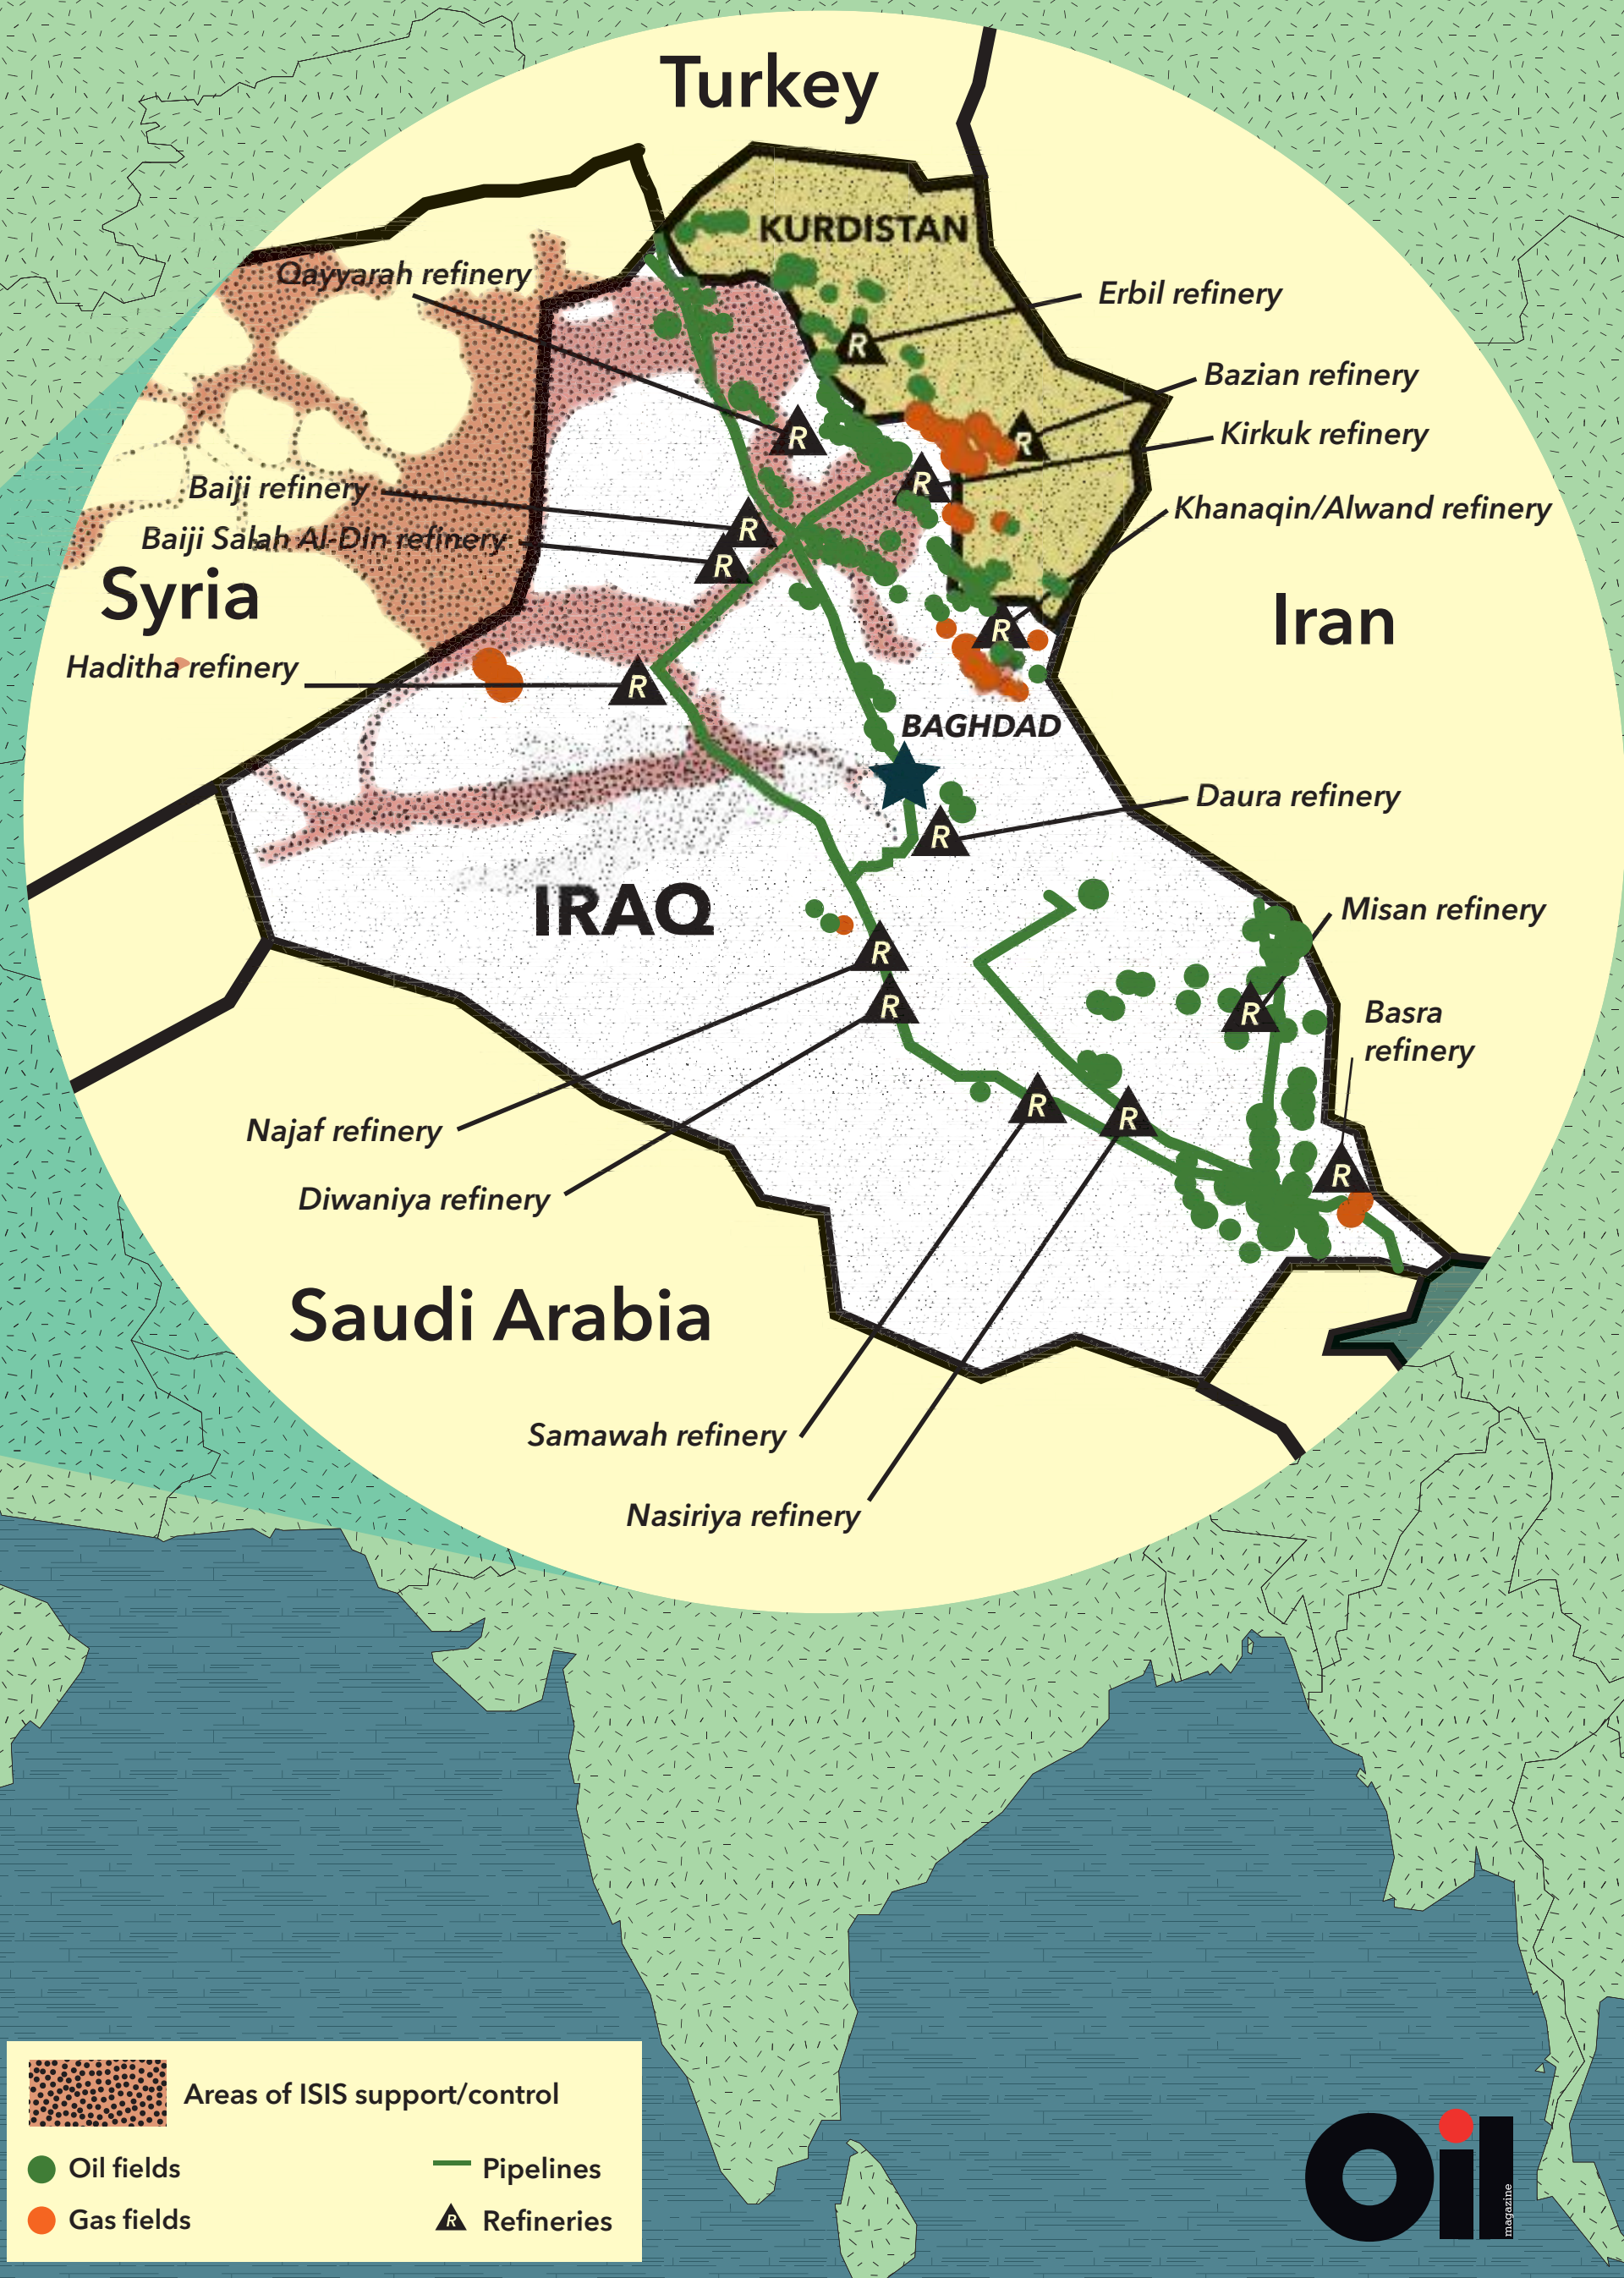 Turkey
KURDISTAN
Qayyarah refinery
Erbil refinery
R
Bazian refinery
R
Kirkuk refinery
R
R
Baiji refinery
Khanaqin/Alwand refinery
R
Baiji Salah Al-Din refinery
R
Syria
Iran
R
Haditha refinery
R
BAGHDAD
Daura refinery
R
IRAQ
Misan refinery
R
R
R
Basra
refinery
Najaf refinery
R
R
R
Diwaniya refinery
Saudi Arabia
Samawah refinery
Nasiriya refinery
Areas of ISIS support/control
Oil fields
Pipelines
Gas fields
R
Refineries
Oil
magazine